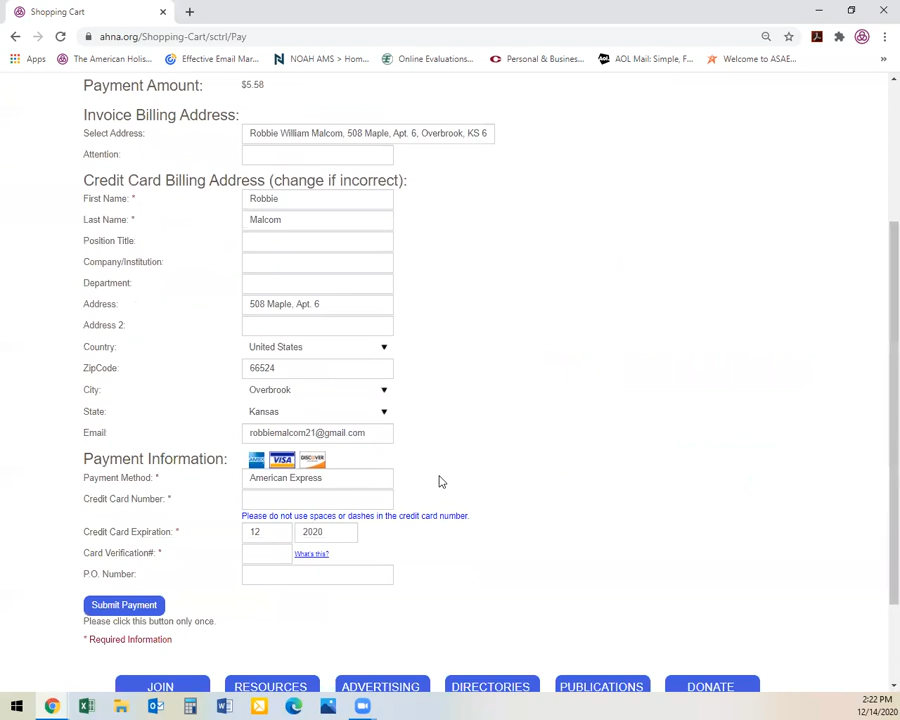 Shopping Cart
ahna.org/Shopping-Cart/sctrl/Pay
Apps The American Holis... Effective Email Mar... NOAH AMS > Hom... Online Evaluations... Personal & Busines... AOL Mail: Simple, F... Welcome to ASAE... »
Payment Amount: $5.58
Invoice Billing Address:
Select Address: Robbie William Malcom, 508 Maple, Apt. 6, Overbrook, KS 6
Attention:
Credit Card Billing Address (change if incorrect):
First Name: * Robbie
Last Name: * Malcom
Position Title:
Company/Institution:
Department:
Address: 508 Maple, Apt. 6
Address 2:
Country: United States
ZipCode: 66524
City: Overbrook
State: Kansas
Email: robbiemalcom21@gmail.com
Payment Information: AMEX VISA DISCOVER
Payment Method: * American Express
Credit Card Number: *
Please do not use spaces or dashes in the credit card number.
Credit Card Expiration: * 12 2020
Card Verification#: * What's this?
P.O. Number:
Submit Payment
Please click this button only once.
* Required Information
JOIN RESOURCES ADVERTISING DIRECTORIES PUBLICATIONS DONATE
2:22 PM
12/14/2020